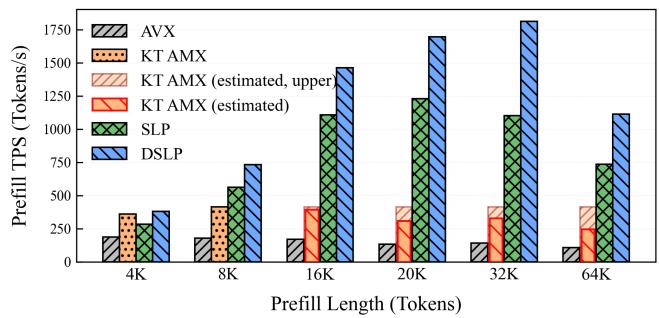 Prefill TPS (Tokens/s)
1750
1500
1250
1000
750
500
250
0
AVX
KT AMX
KT AMX (estimated, upper)
KT AMX (estimated)
SLP
DSLP
4K 8K 16K 20K 32K 64K
Prefill Length (Tokens)